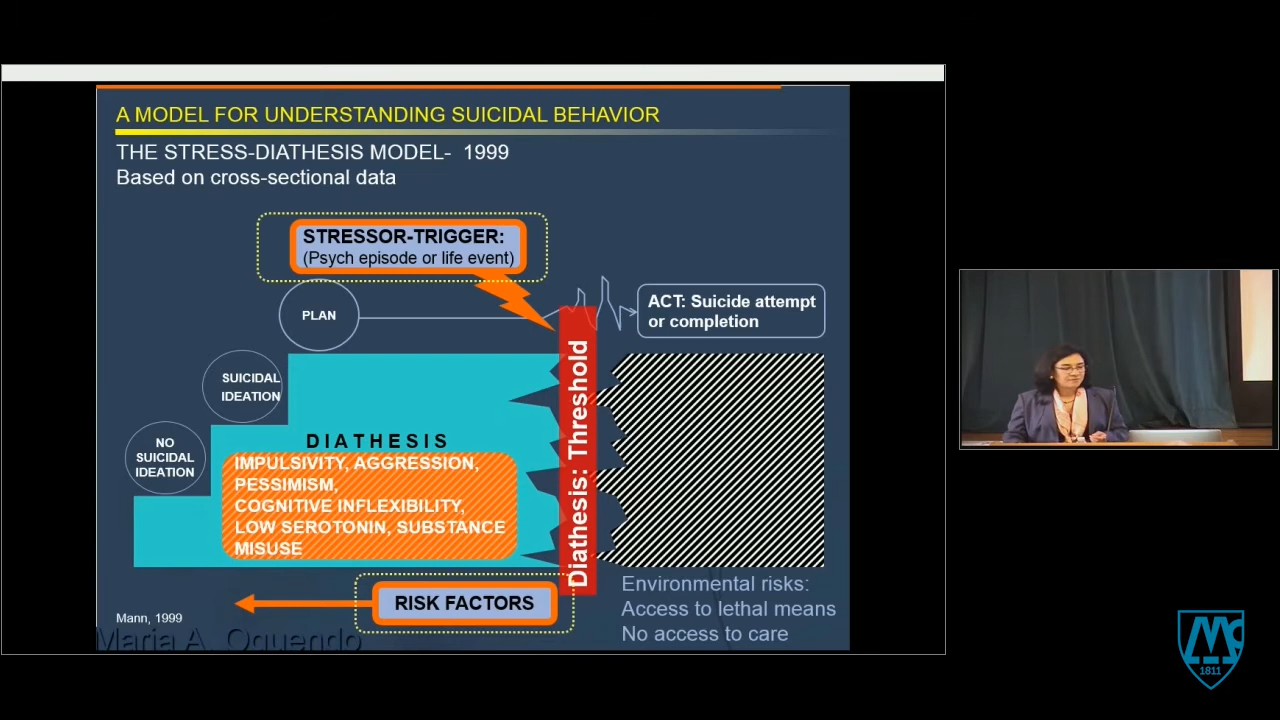 A MODEL FOR UNDERSTANDING SUICIDAL BEHAVIOR
THE STRESS-DIATHESIS MODEL- 1999
Based on cross-sectional data
STRESSOR-TRIGGER:
(Psych episode or life event)
PLAN
ACT: Suicide attempt
or completion
SUICIDAL
IDEATION
NO
SUICIDAL
IDEATION
DIATHESIS
IMPULSIVITY, AGGRESSION,
PESSIMISM,
COGNITIVE INFLEXIBILITY,
LOW SEROTONIN, SUBSTANCE
MISUSE
Diathesis: Threshold
RISK FACTORS
Environmental risks:
Access to lethal means
No access to care
Mann, 1999
Maria A. Oquendo
1811